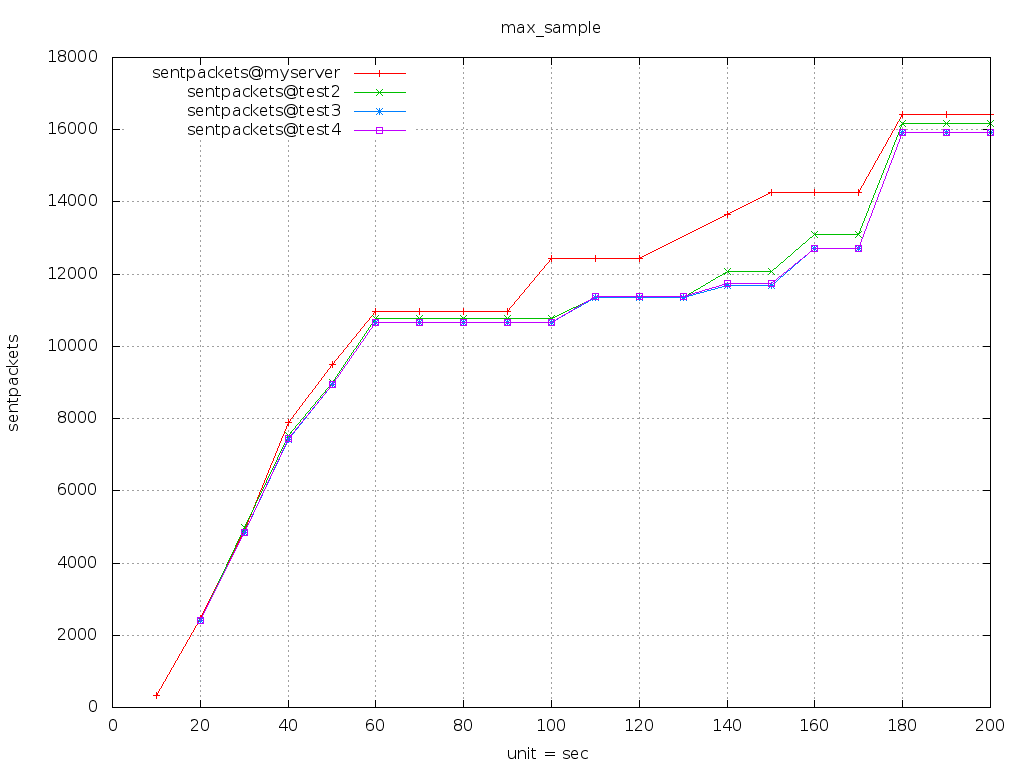 max_sample
18000
16000
14000
12000
10000
8000
6000
4000
2000
0
sentpackets
sentpackets@myserver
sentpackets@test2
sentpackets@test3
sentpackets@test4
0 20 40 60 80 100 120 140 160 180 200
unit = sec